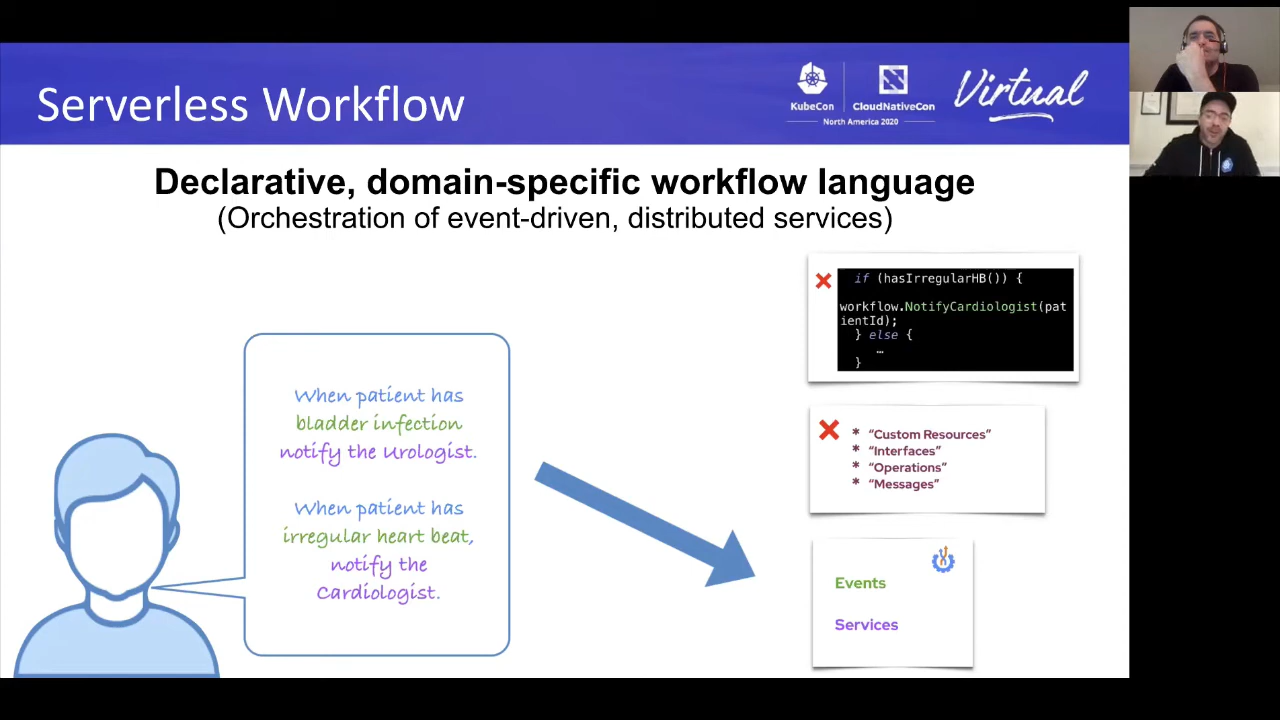 Serverless Workflow
KubeCon
CloudNativeCon
North America 2020
Virtual
Declarative, domain-specific workflow language
(Orchestration of event-driven, distributed services)
When patient has
bladder infection
notify the Urologist.
When patient has
irregular heart beat,
notify the
Cardiologist.
if (hasIrregularHB()) {
workflow.NotifyCardiologist(pat
ientId);
} else {
…
}
* “Custom Resources”
* “Interfaces”
* “Operations”
* “Messages”
Events
Services